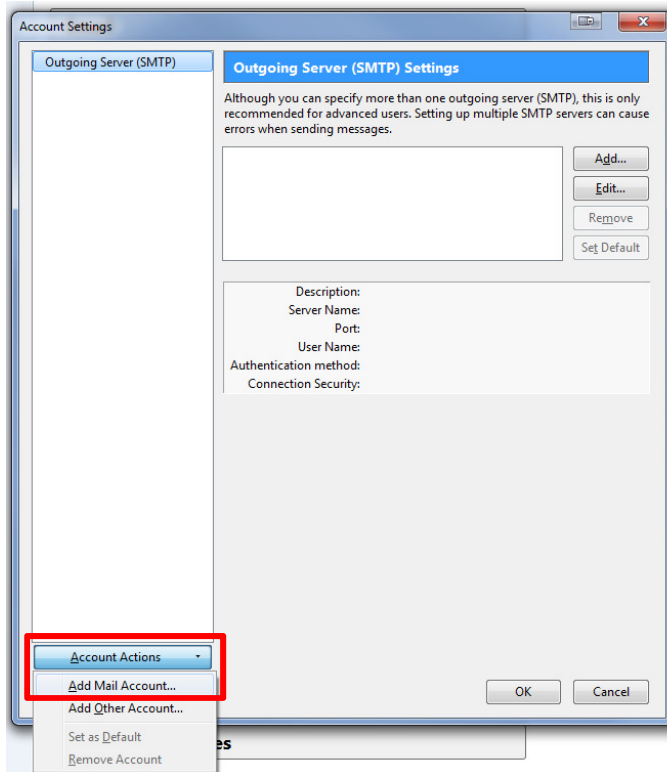 Account Settings
Outgoing Server (SMTP)
Outgoing Server (SMTP) Settings
Although you can specify more than one outgoing server (SMTP), this is only
recommended for advanced users. Setting up multiple SMTP servers can cause
errors when sending messages.
Add...
Edit...
Remove
Set Default
Description:
Server Name:
Port:
User Name:
Authentication method:
Connection Security:
Account Actions
Add Mail Account...
Add Other Account...
Set as Default
Remove Account
OK
Cancel
es